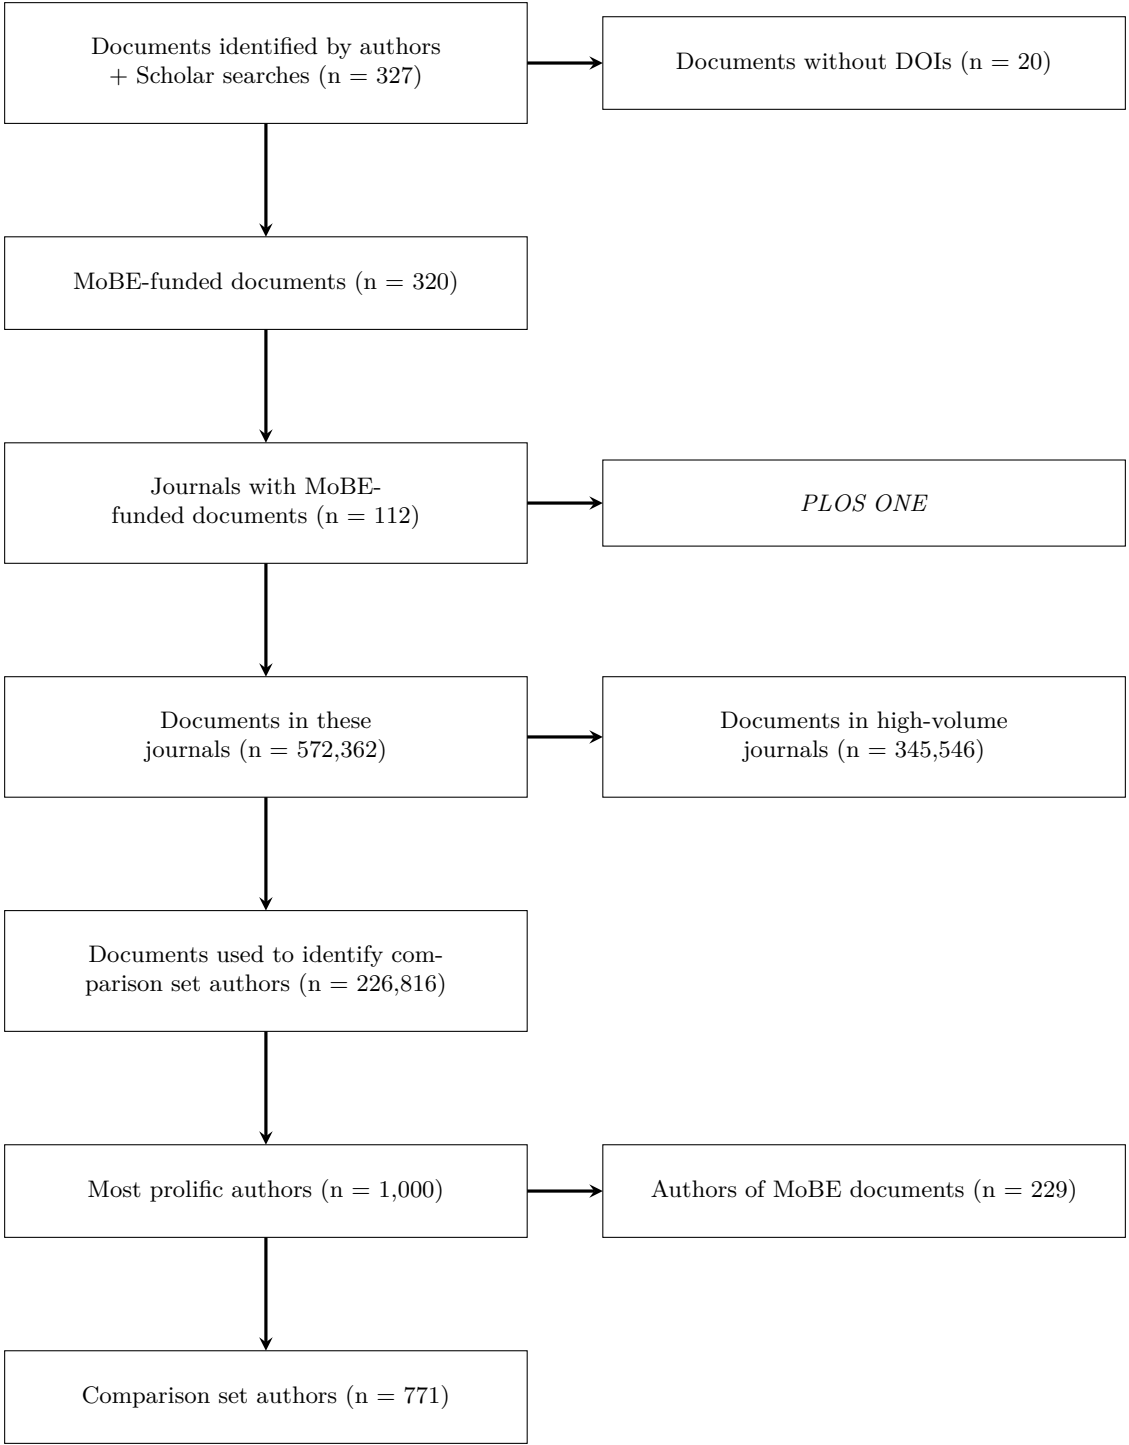 Documents identified by authors
+ Scholar searches (n = 327)
Documents without DOIs (n = 20)
MoBE-funded documents (n = 320)
Journals with MoBE-
funded documents (n = 112)
PLOS ONE
Documents in these
journals (n = 572,362)
Documents in high-volume
journals (n = 345,546)
Documents used to identify com-
parison set authors (n = 226,816)
Most prolific authors (n = 1,000)
Authors of MoBE documents (n = 229)
Comparison set authors (n = 771)